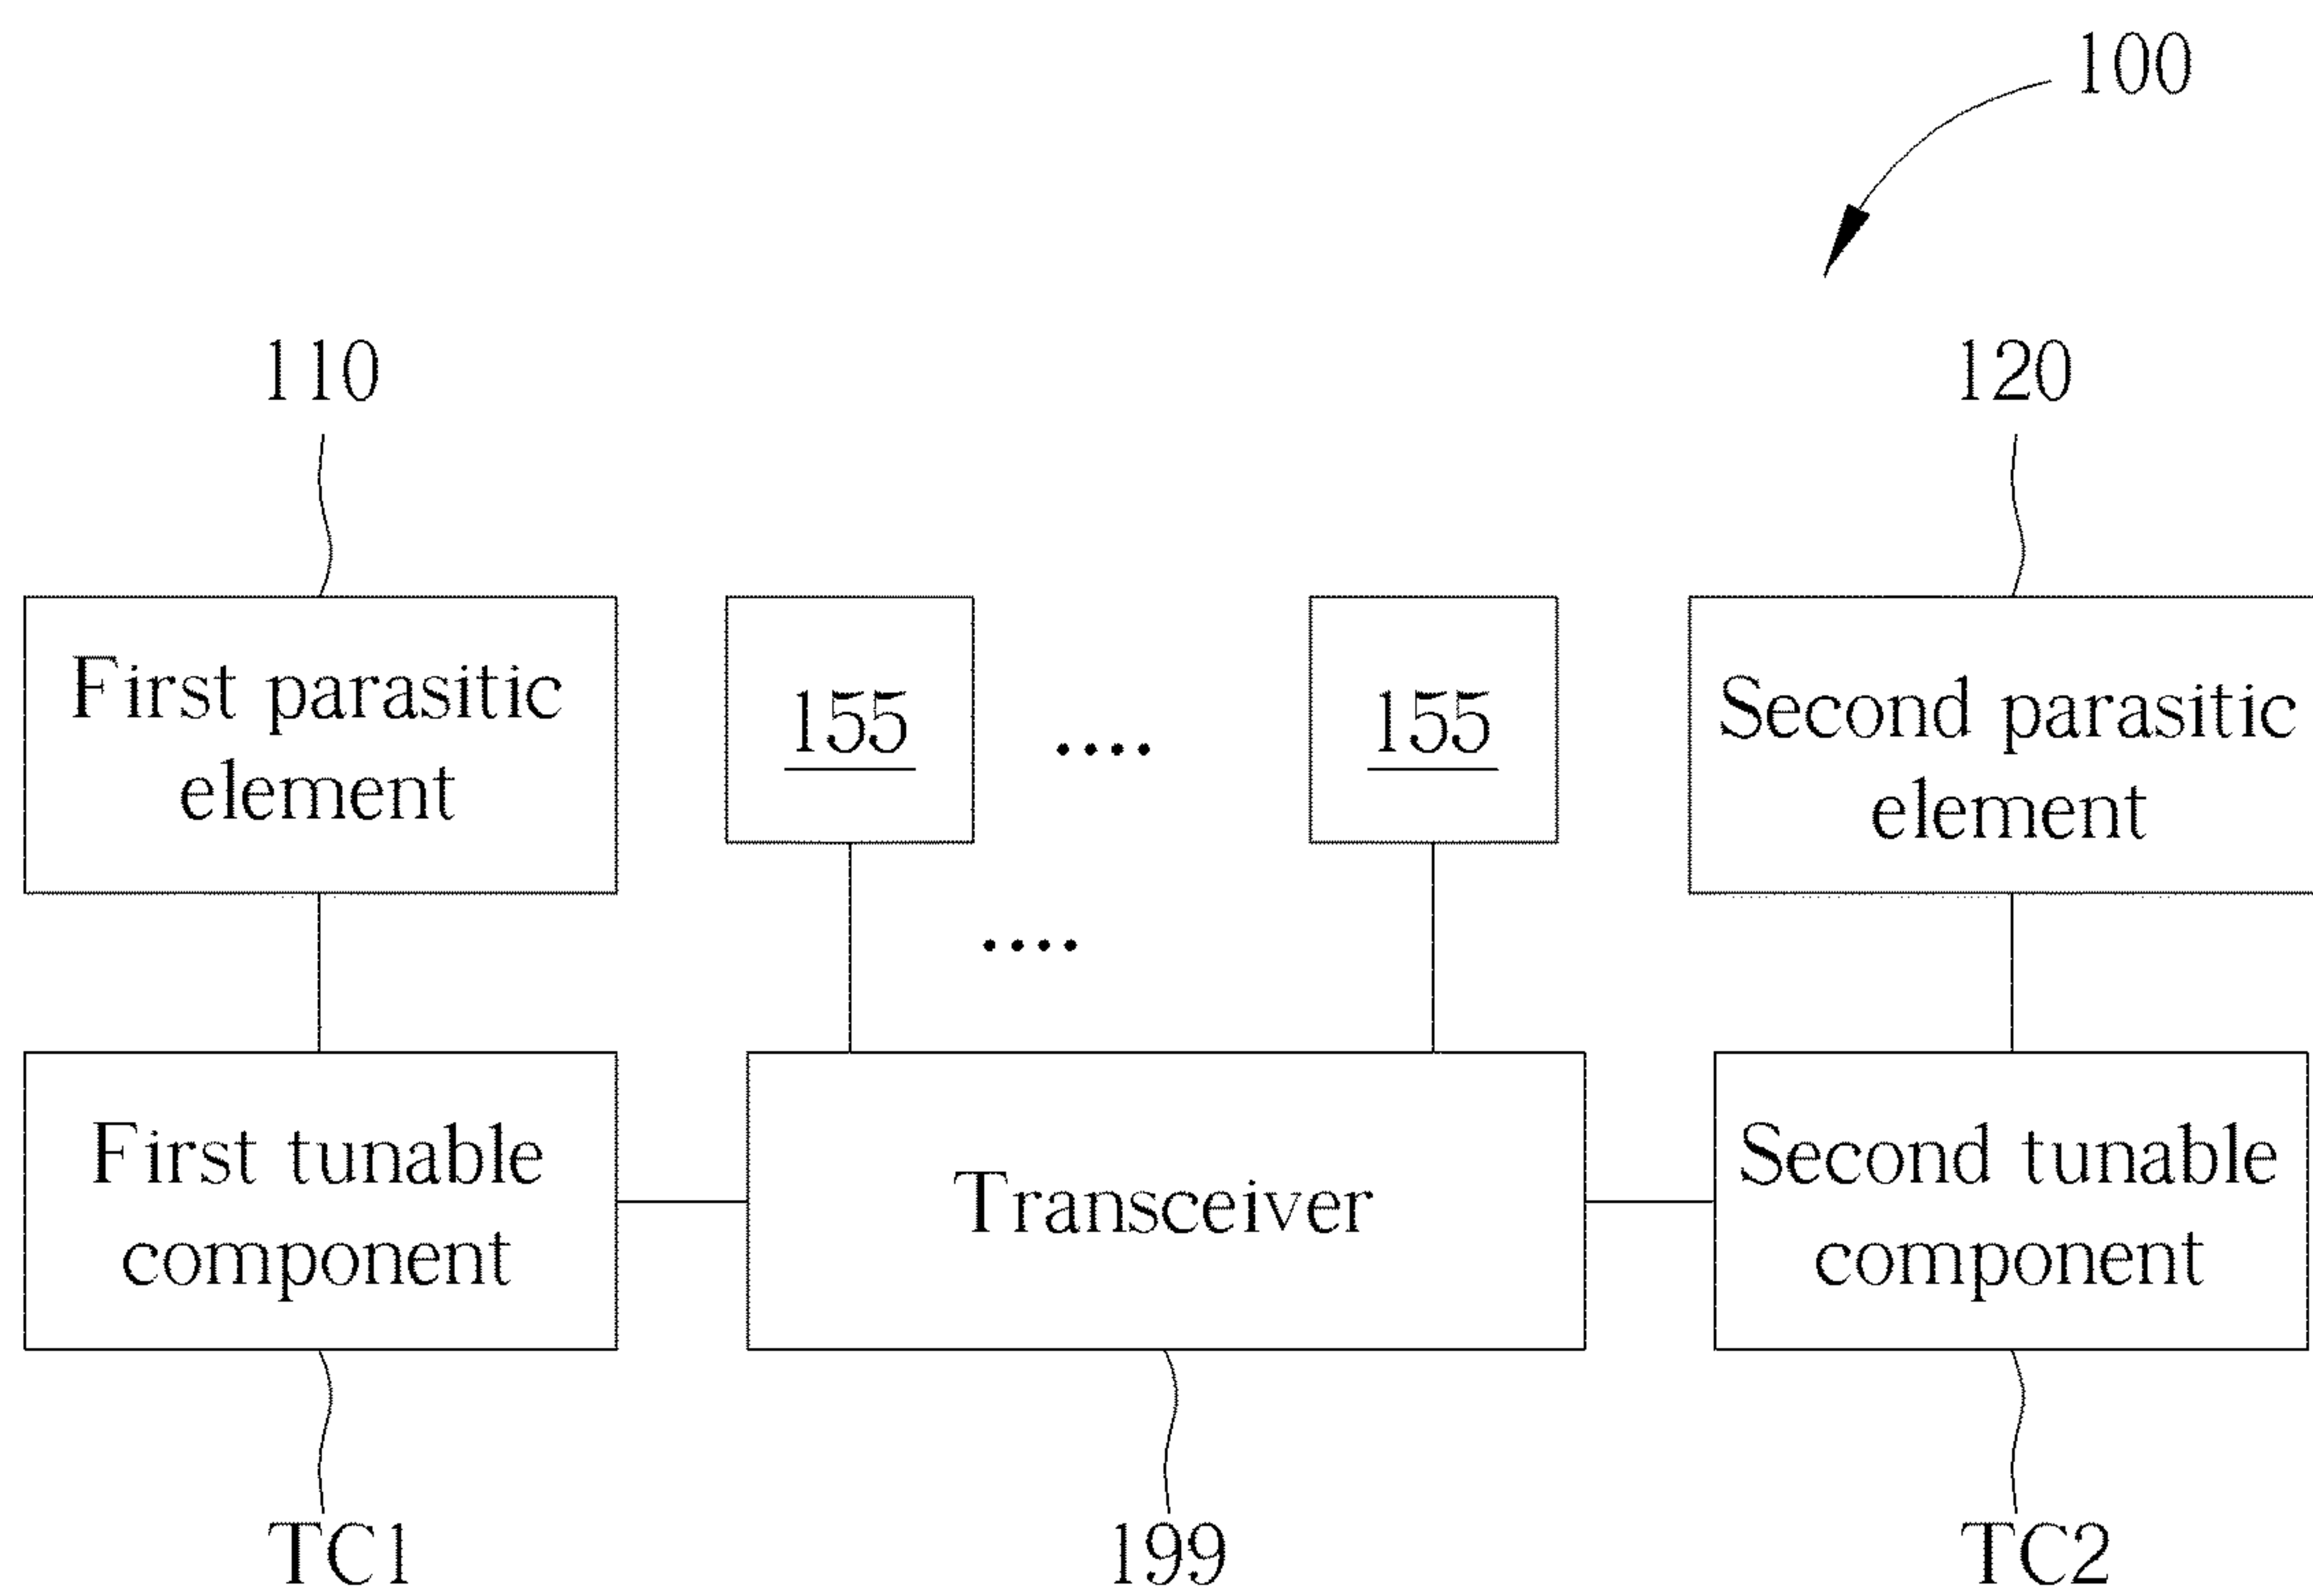 100
110
120
First parasitic
element
155
....
155
Second parasitic
element
....
First tunable
component
Transceiver
Second tunable
component
TC1
199
TC2